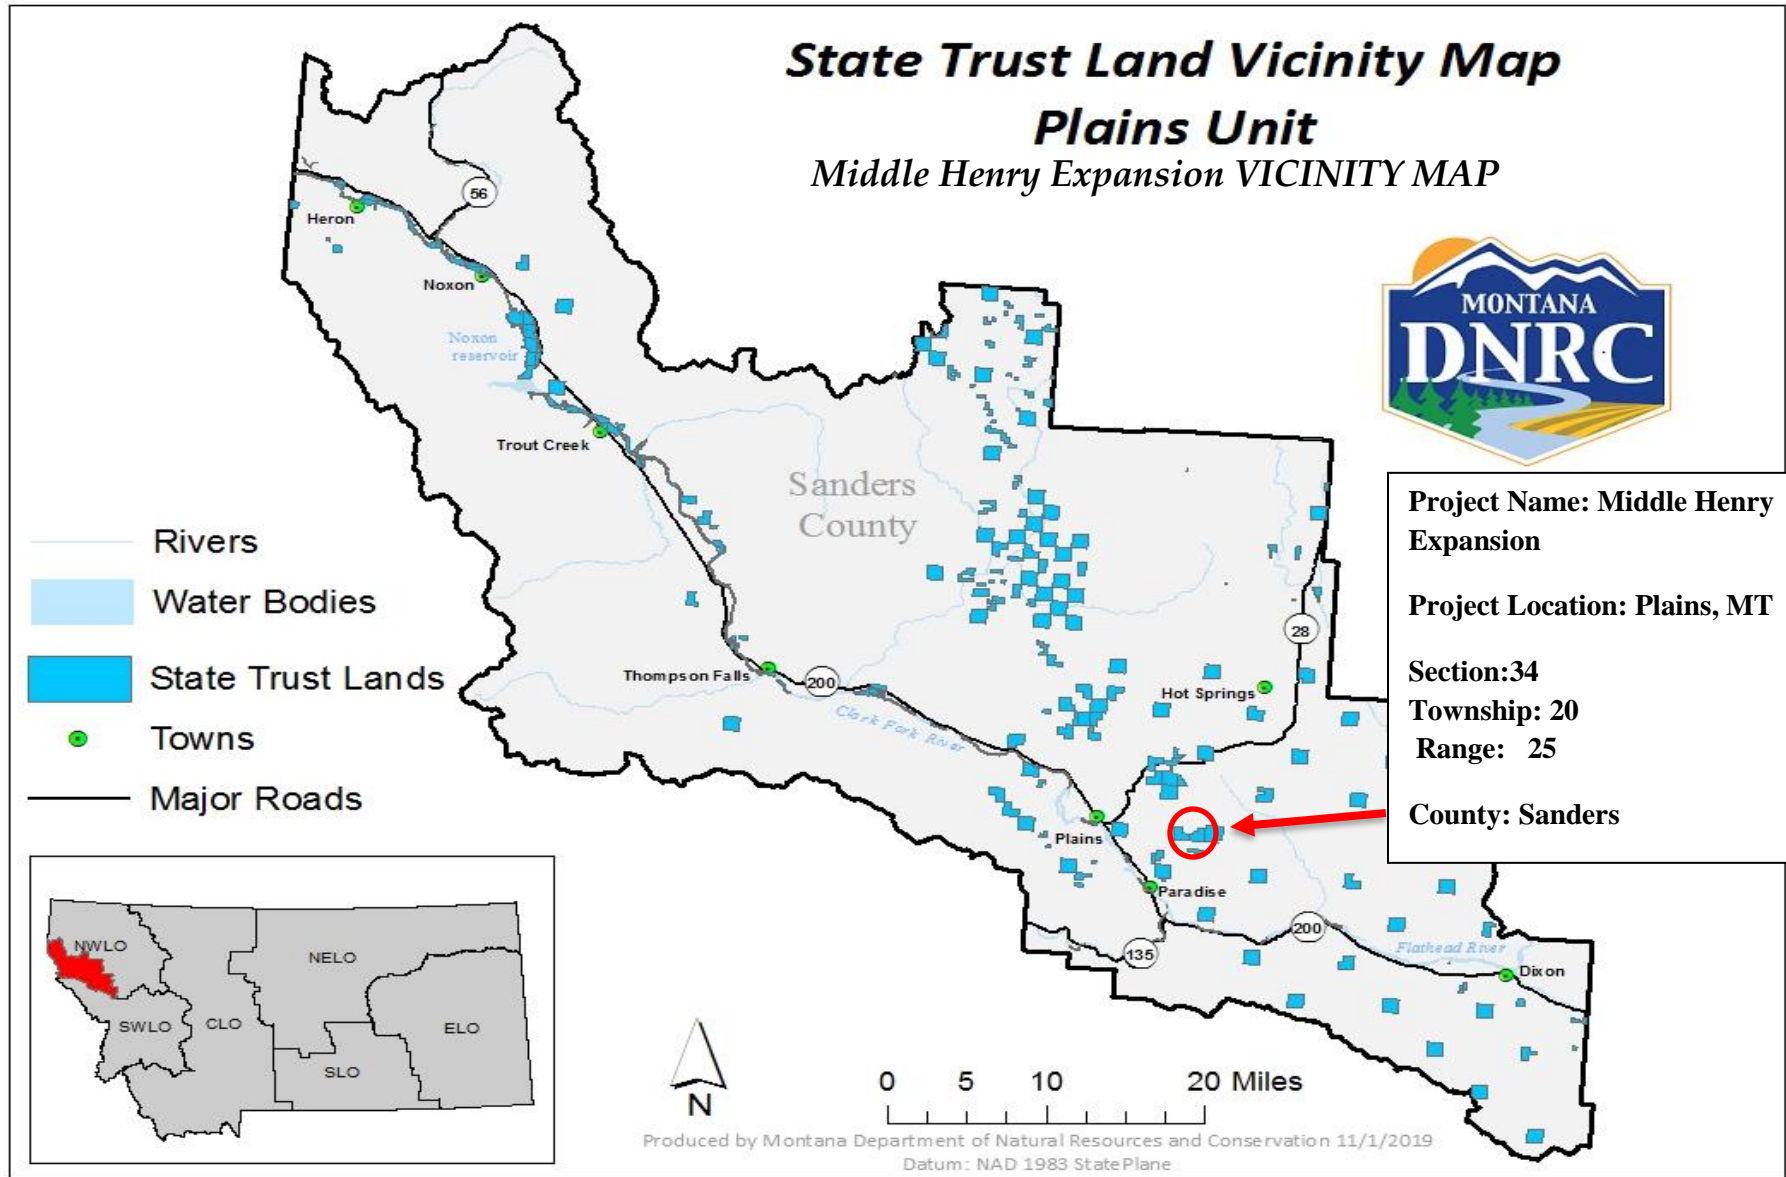 State Trust Land Vicinity Map
Plains Unit
Middle Henry Expansion VICINITY MAP
56
Heron
Noxon
Noxon
reservoir
Trout Creek
Sanders
County
MONTANA
DNRC
Project Name: Middle Henry
Expansion
Project Location: Plains, MT
Section:34
Township: 20
Range: 25
County: Sanders
Rivers
Water Bodies
State Trust Lands
Towns
Major Roads
Thompson Falls
200
Clark Fork River
28
Hot Springs
Plains
Paradise
200
135
Flathead River
Dixon
NWLO
NELO
SWLO
CLO
ELO
SLO
N
0 5 10 20 Miles
Produced by Montana Department of Natural Resources and Conservation 11/1/2019
Datum: NAD 1983 StatePlane